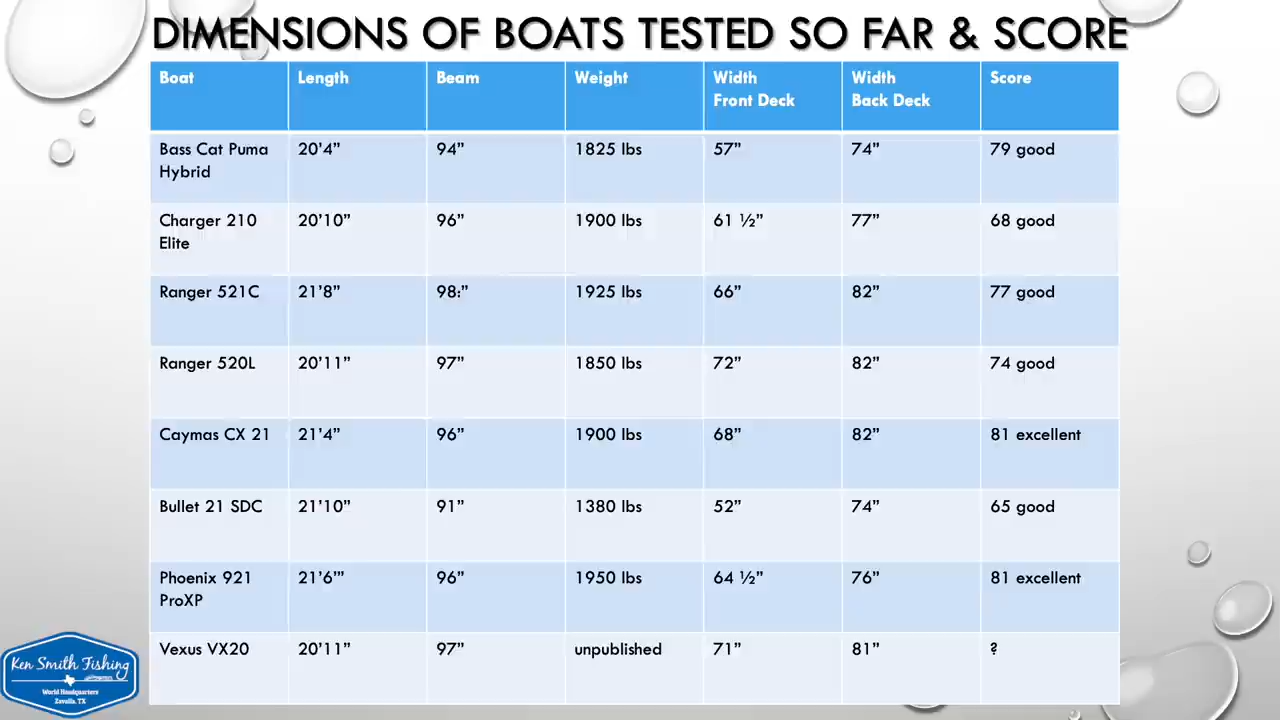 DIMENSIONS OF BOATS TESTED SO FAR & SCORE
Boat Length Beam Weight Width Front Deck Width Back Deck Score
Bass Cat Puma Hybrid 20’4” 94” 1825 lbs 57” 74” 79 good
Charger 210 Elite 20’10” 96” 1900 lbs 61 ½” 77” 68 good
Ranger 521C 21’8” 98:” 1925 lbs 66” 82” 77 good
Ranger 520L 20’11” 97” 1850 lbs 72” 82” 74 good
Caymas CX 21 21’4” 96” 1900 lbs 68” 82” 81 excellent
Bullet 21 SDC 21’10” 91” 1380 lbs 52” 74” 65 good
Phoenix 921 ProXP 21’6’” 96” 1950 lbs 64 ½” 76” 81 excellent
Vexus VX20 20’11” 97” unpublished 71” 81” ?
Ken Smith Fishing
World Headquarters
Zavalla, TX